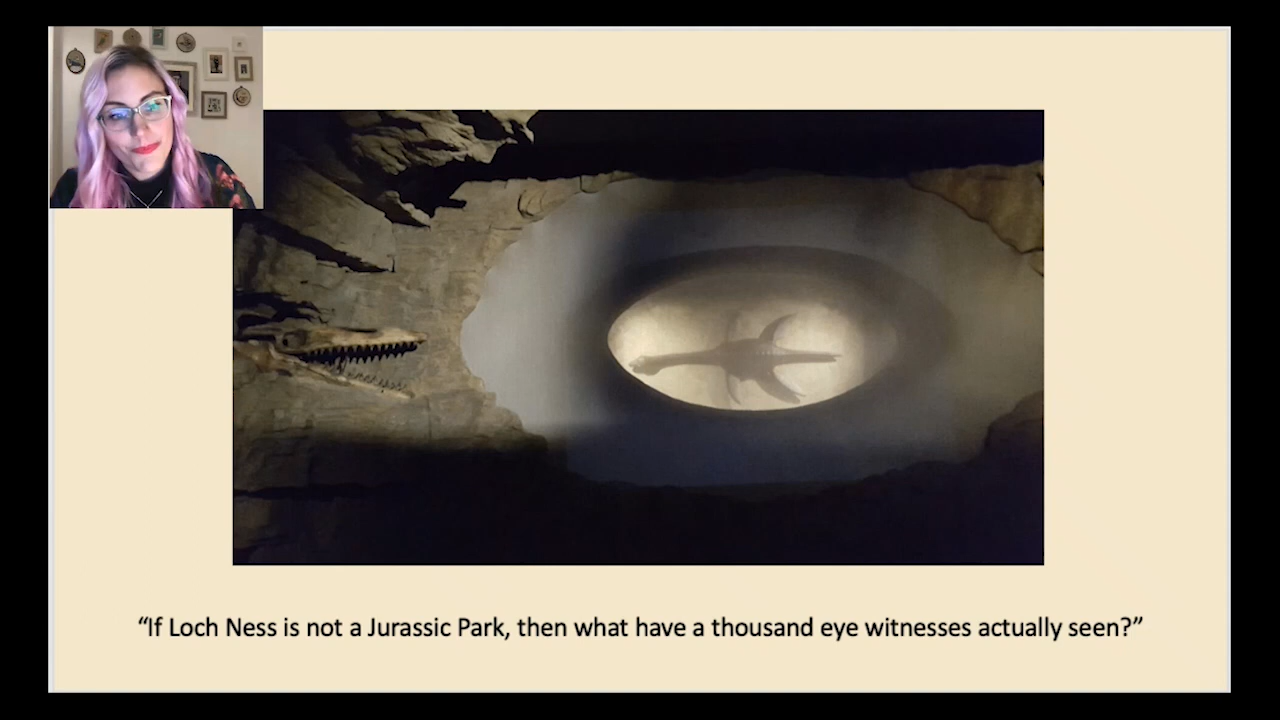 “If Loch Ness is not a Jurassic Park, then what have a thousand eye witnesses actually seen?”